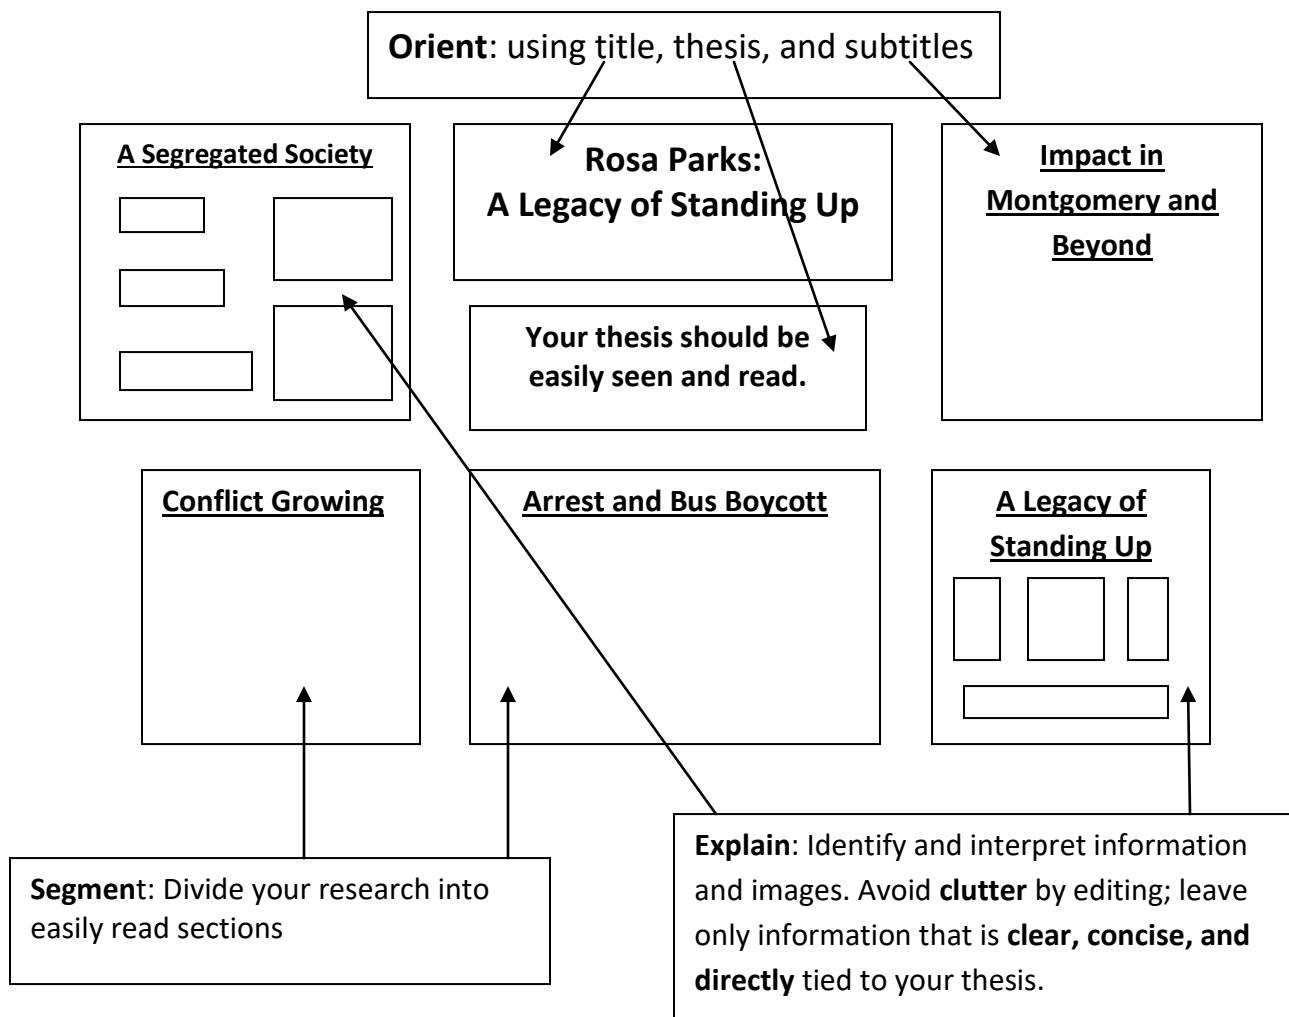 Orient: using title, thesis, and subtitles
A Segregated Society
Rosa Parks:
A Legacy of Standing Up
Impact in
Montgomery and
Beyond
Your thesis should be
easily seen and read.
Conflict Growing
Arrest and Bus Boycott
A Legacy of
Standing Up
Segment: Divide your research into
easily read sections
Explain: Identify and interpret information
and images. Avoid clutter by editing; leave
only information that is clear, concise, and
directly tied to your thesis.